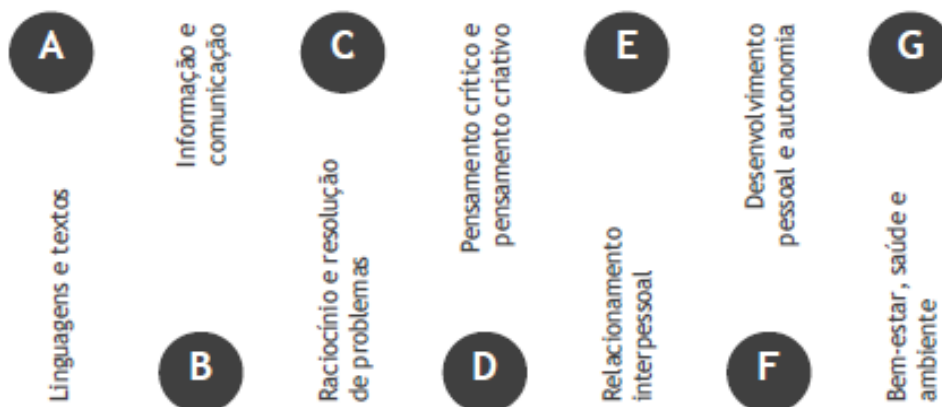 A
Linguagens e textos
Informação e
comunicação
B
C
Raciocínio e resolução
de problemas
Pensamento crítico e
pensamento criativo
D
E
Relacionamento
interpessoal
Desenvolvimento
pessoal e autonomia
F
G
Bem-estar, saúde e
ambiente